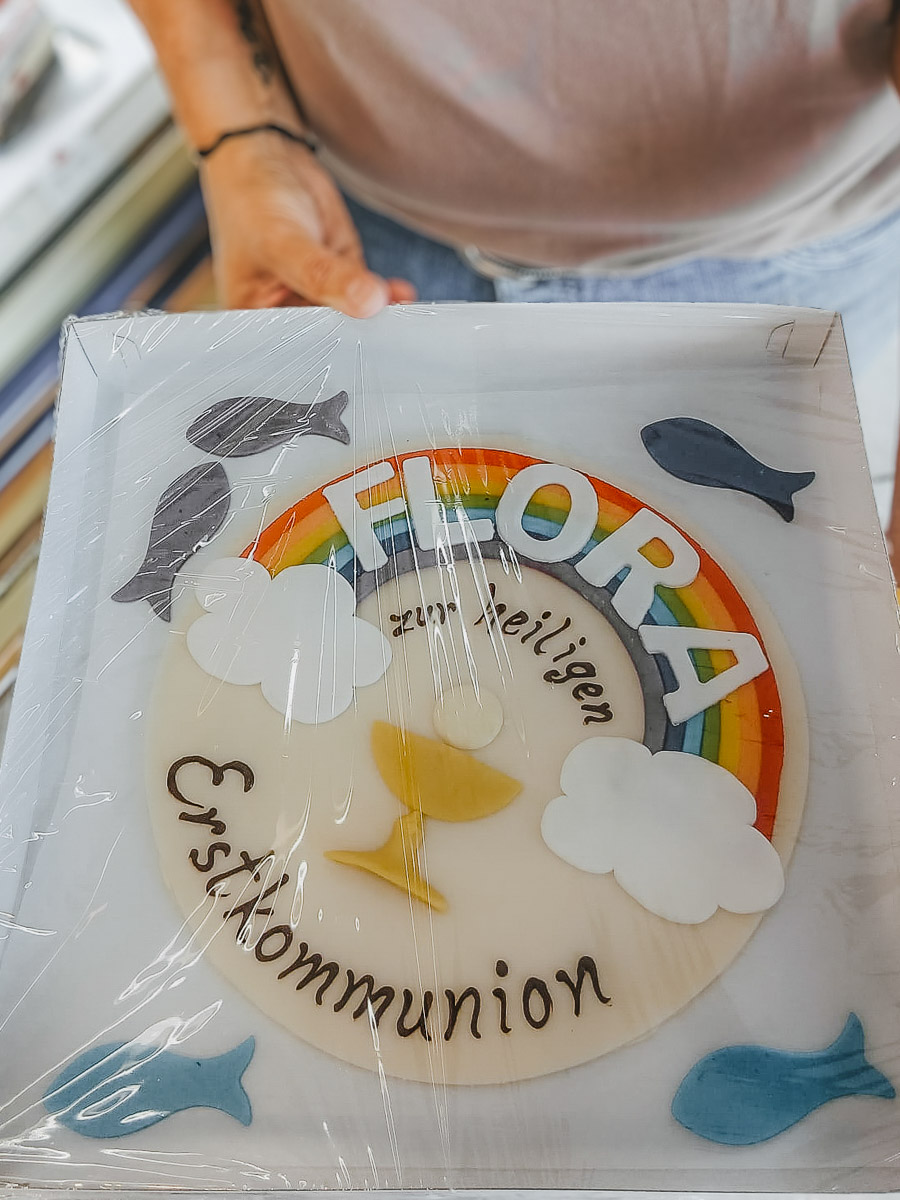 FLORA
zur heiligen
Erstkommunion